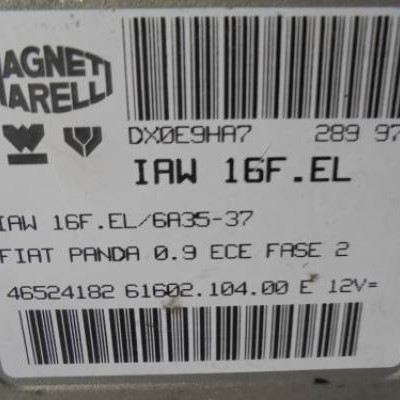 MAGNETI
MARELLI
DX0E9HA7 289 97
IAW 16F.EL
IAW 16F.EL/6A35-37
FIAT PANDA 0.9 ECE FASE 2
46524182 61602.104.00 E 12V=